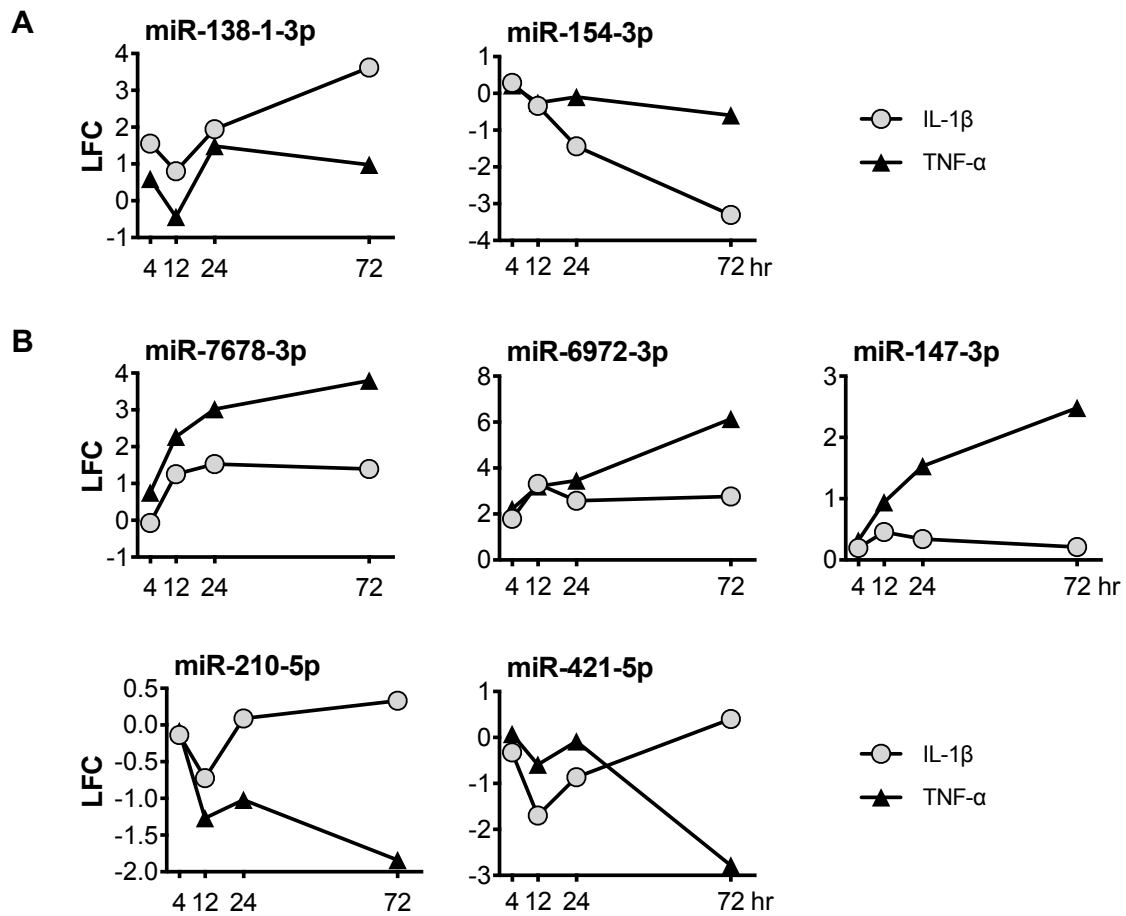 A
miR-138-1-3p
4
3
2
1
0
-1
LFC
4 12 24 72
miR-154-3p
1
0
-1
-2
-3
-4
4 12 24 72 hr
IL-1β
TNF-α
B
miR-7678-3p
4
3
2
1
0
-1
LFC
4 12 24 72
miR-6972-3p
8
6
4
2
0
4 12 24 72
miR-147-3p
3
2
1
0
4 12 24 72 hr
miR-210-5p
0.5
0.0
-0.5
-1.0
-1.5
-2.0
LFC
4 12 24 72
miR-421-5p
1
0
-1
-2
-3
4 12 24 72 hr
IL-1β
TNF-α